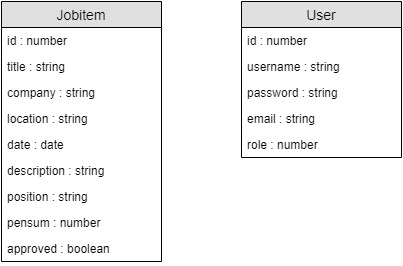 Jobitem
id : number
title : string
company : string
location : string
date : date
description : string
position : string
pensum : number
approved : boolean
User
id : number
username : string
password : string
email : string
role : number